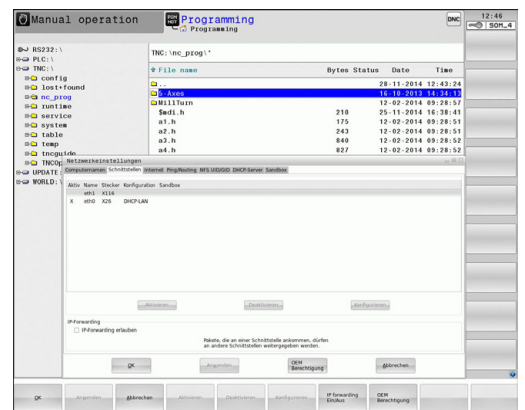 Manual operation
PGM MGT
Programming
Programming
DNC
12:46
SOM_4
RS232:\
PLC:\
TNC:\
config
lost+found
nc_prog
runtime
service
system
table
temp
tncguide
TNCOp
UPDATE:
WORLD:\
TNC:\nc_prog\*
File name Bytes Status Date Time
.. 28-11-2014 12:43:24
5-Axes 16-10-2013 14:34:13
MillTurn 12-02-2014 09:28:57
$mdi.h 210 25-11-2014 16:38:41
a1.h 175 12-02-2014 09:28:51
a2.h 243 12-02-2014 09:28:51
a3.h 840 12-02-2014 09:28:52
a4.h 827 12-02-2014 09:28:52
Netzwerkeinstellungen
Computernamen Schnittstellen Internet Ping/Routing NFS UID/GID DHCP-Server Sandbox
Aktiv Name Stecker Konfiguration Sandbox
eth1 X116
X eth0 X26 DHCP-LAN
Aktivieren Deaktivieren Konfigurieren
IP-Forwarding
IP-Forwarding erlauben
Pakete, die an einer Schnittstelle ankommen, dürfen
an andere Schnittstellen weitergegeben werden.
OK Anwenden OEM Berechtigung Abbrechen
OK Anwenden Abbrechen Aktivieren Deaktivieren Konfigurieren IP forwarding Ein/Aus OEM Berechtigung